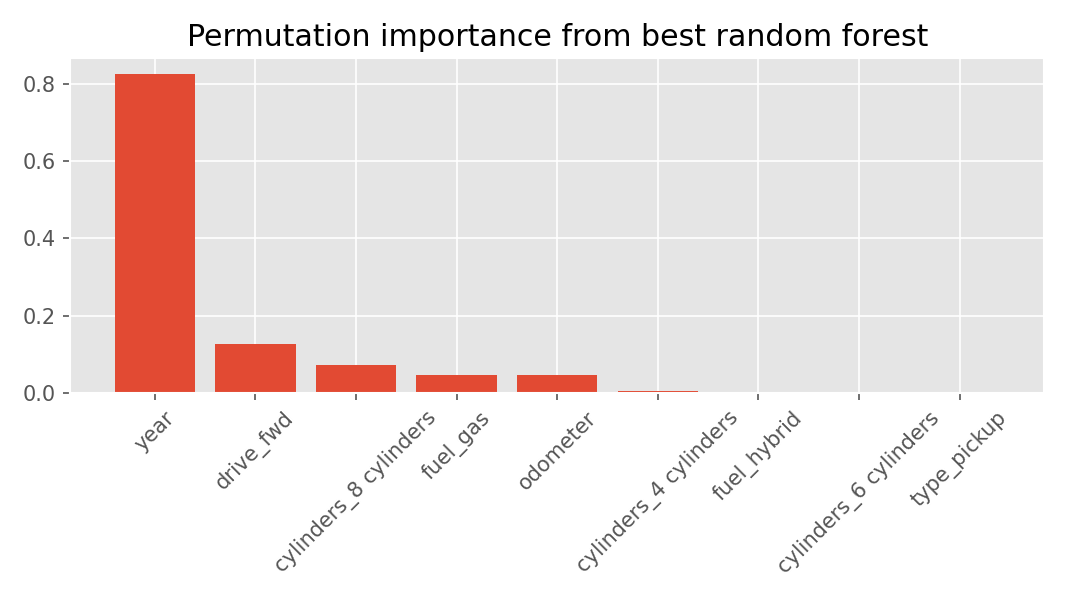 Permutation importance from best random forest
0.8
0.6
0.4
0.2
0.0
year
drive_fwd
cylinders_8 cylinders
fuel_gas
odometer
cylinders_4 cylinders
fuel_hybrid
cylinders_6 cylinders
type_pickup